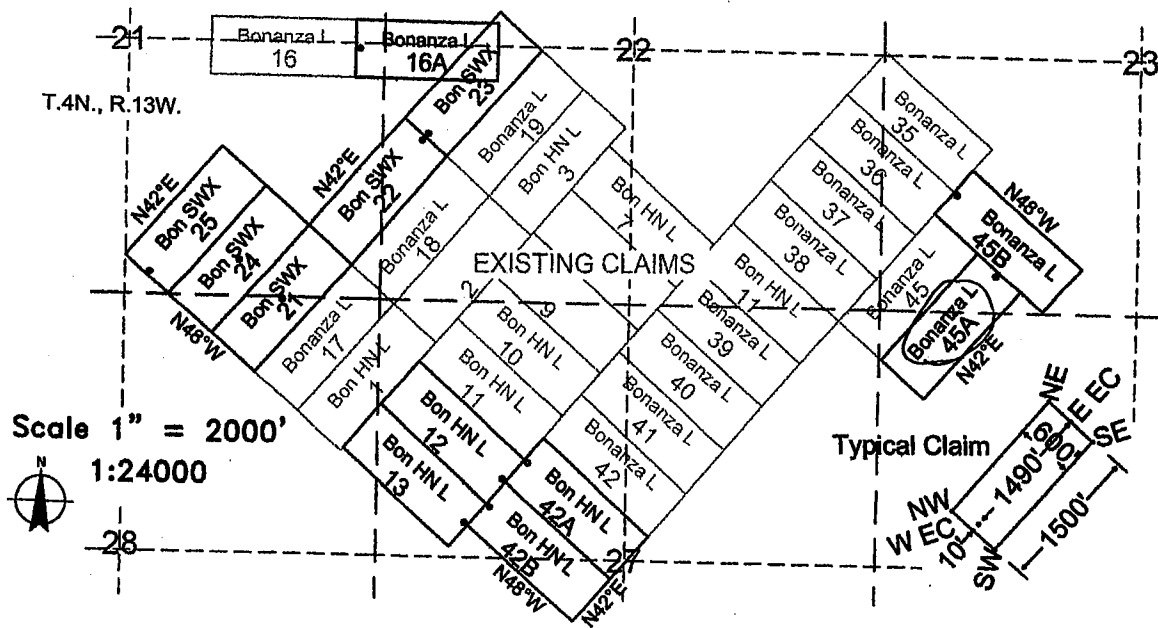 21
Bonanza L
16
Bonanza L
16A
22
23
T.4N., R.13W.
N42°E
Bon SWX
25
Bon SWX
24
Bon SWX
21
N48°W
N42°E
Bon SWX
22
Bon SWX
23
Bonanza L
19
Bonanza L
18
Bonanza L
17
Bon HN L
3
2
Bon HN L
1
Bon HN L
EXISTING CLAIMS
9
Bon HN L
10
Bon HN L
11
Bon HN L
12
Bon HN L
13
Bonanza L
35
Bonanza L
36
Bonanza L
37
Bonanza L
38
Bon HN L
11
Bonanza L
39
Bonanza L
40
Bonanza L
41
Bonanza L
42
Bon HN L
42A
Bon HN L
42B
N48°W
N42°E
Bonanza L
45
Bonanza L
45A
N42°E
Bonanza L
45B
N48°W
Scale 1" = 2000'
1:24000
N
28
27
Typical Claim
NE
E EC
SE
600'
1490'
1500'
NW
W EC
10'
SW